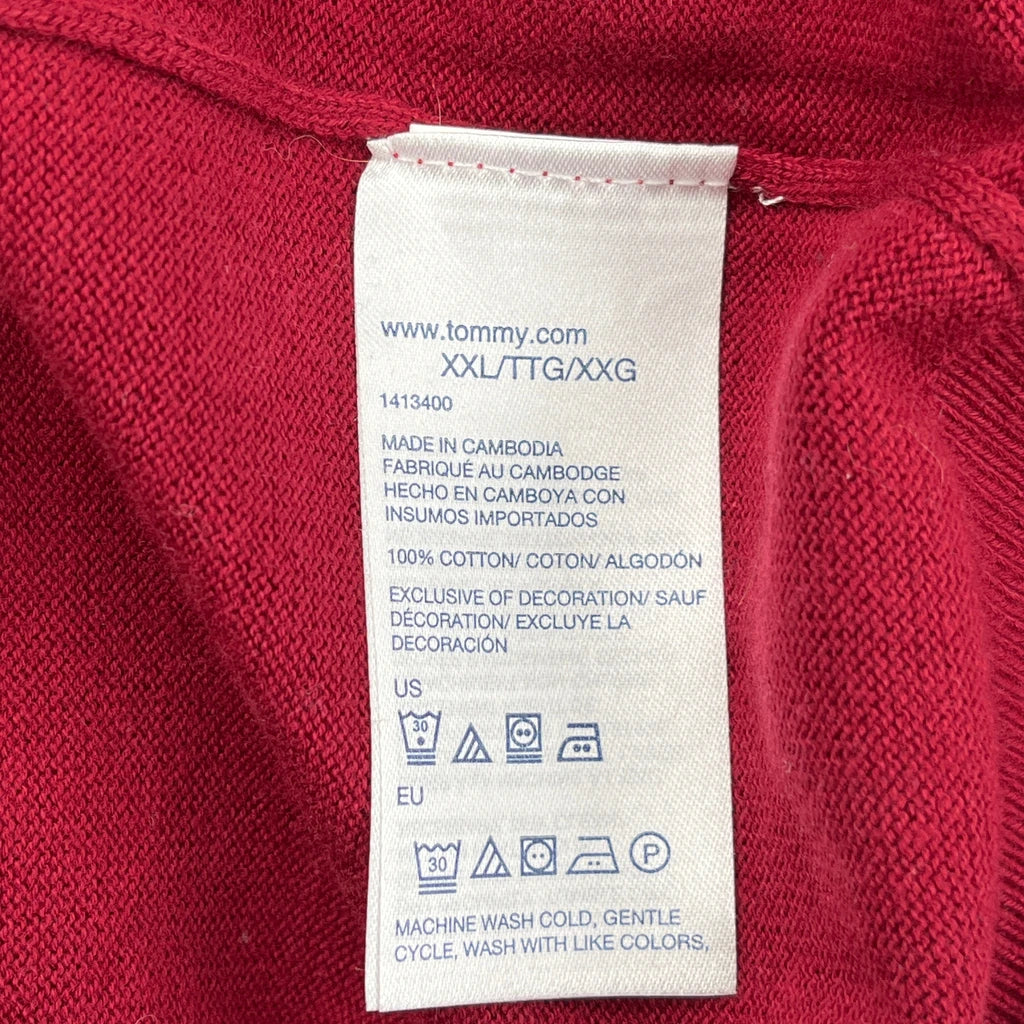 www.tommy.com
XXL/TTG/XXG
1413400
MADE IN CAMBODIA
FABRIQUÉ AU CAMBODGE
HECHO EN CAMBOYA CON
INSUMOS IMPORTADOS
100% COTTON/ COTON/ ALGODÓN
EXCLUSIVE OF DECORATION/ SAUF
DÉCORATION/ EXCLUYE LA
DECORACIÓN
US
30
EU
30 P
MACHINE WASH COLD, GENTLE
CYCLE, WASH WITH LIKE COLORS,